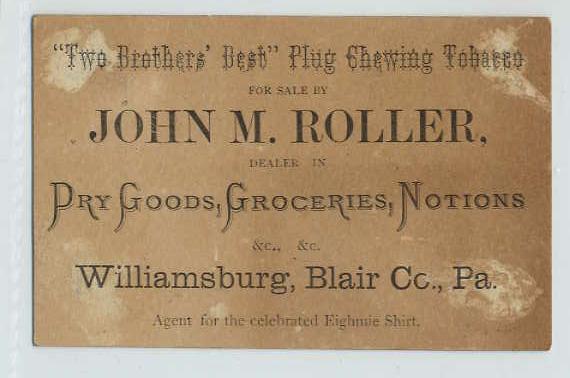 "Two Brothers' Best" Plug Chewing Tobacco
FOR SALE BY
JOHN M. ROLLER,
DEALER IN
DRY GOODS, GROCERIES, NOTIONS
&c., &c.
Williamsburg, Blair Co., Pa.
Agent for the celebrated Eighmie Shirt.